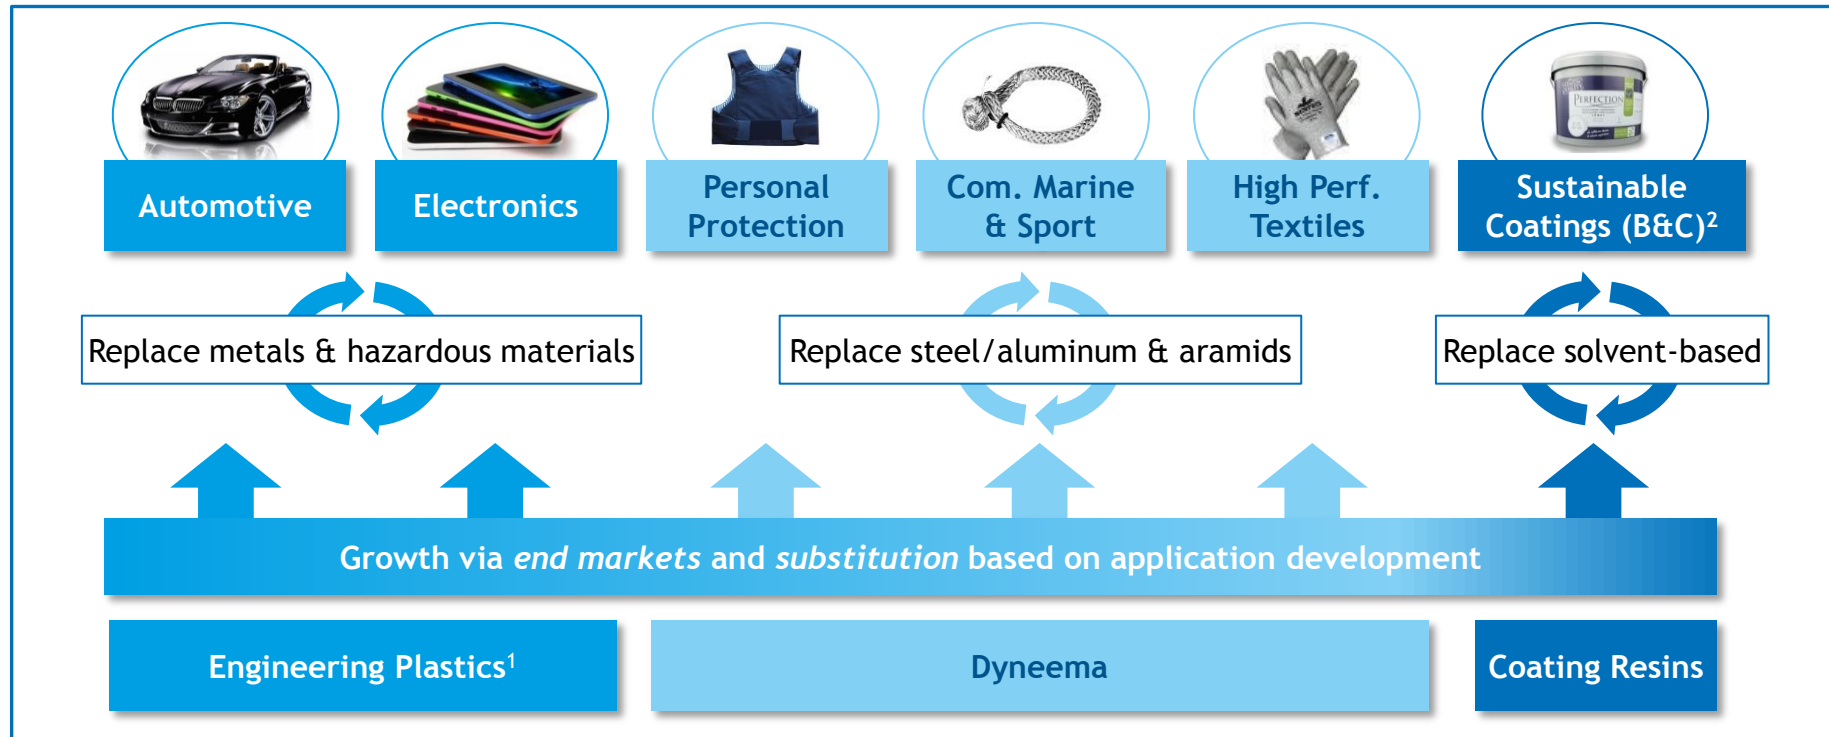 PERFECTION
Automotive
Electronics
Personal
Protection
Com. Marine
& Sport
High Perf.
Textiles
Sustainable
Coatings (B&C)²
Replace metals & hazardous materials
Replace steel/aluminum & aramids
Replace solvent-based
Growth via end markets and substitution based on application development
Engineering Plastics¹
Dyneema
Coating Resins